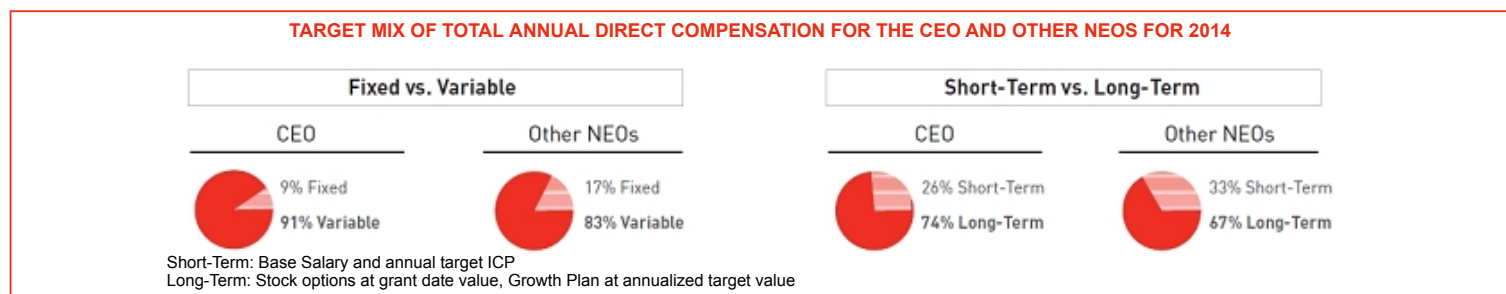 TARGET MIX OF TOTAL ANNUAL DIRECT COMPENSATION FOR THE CEO AND OTHER NEOS FOR 2014
Fixed vs. Variable
CEO
9% Fixed
91% Variable
Other NEOs
17% Fixed
83% Variable
Short-Term vs. Long-Term
CEO
26% Short-Term
74% Long-Term
Other NEOs
33% Short-Term
67% Long-Term
Short-Term: Base Salary and annual target ICP
Long-Term: Stock options at grant date value, Growth Plan at annualized target value